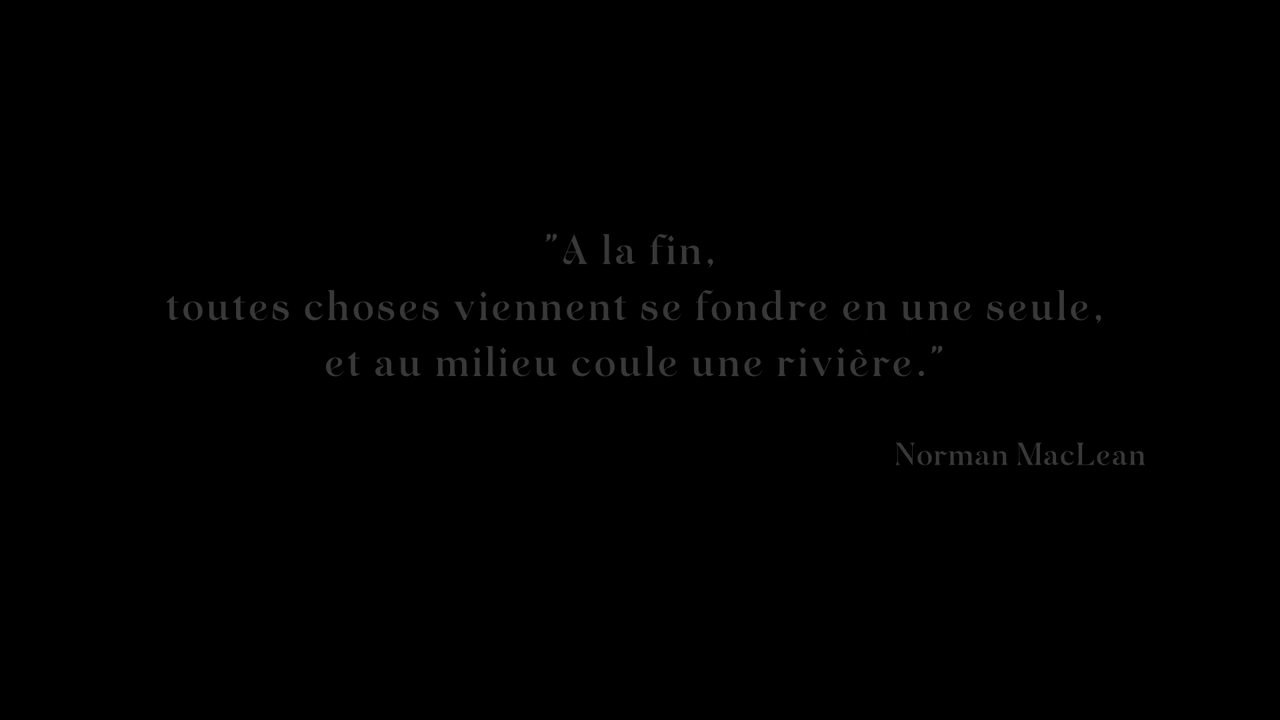 "A la fin,
toutes choses viennent se fondre en une seule,
et au milieu coule une rivière."
Norman MacLean